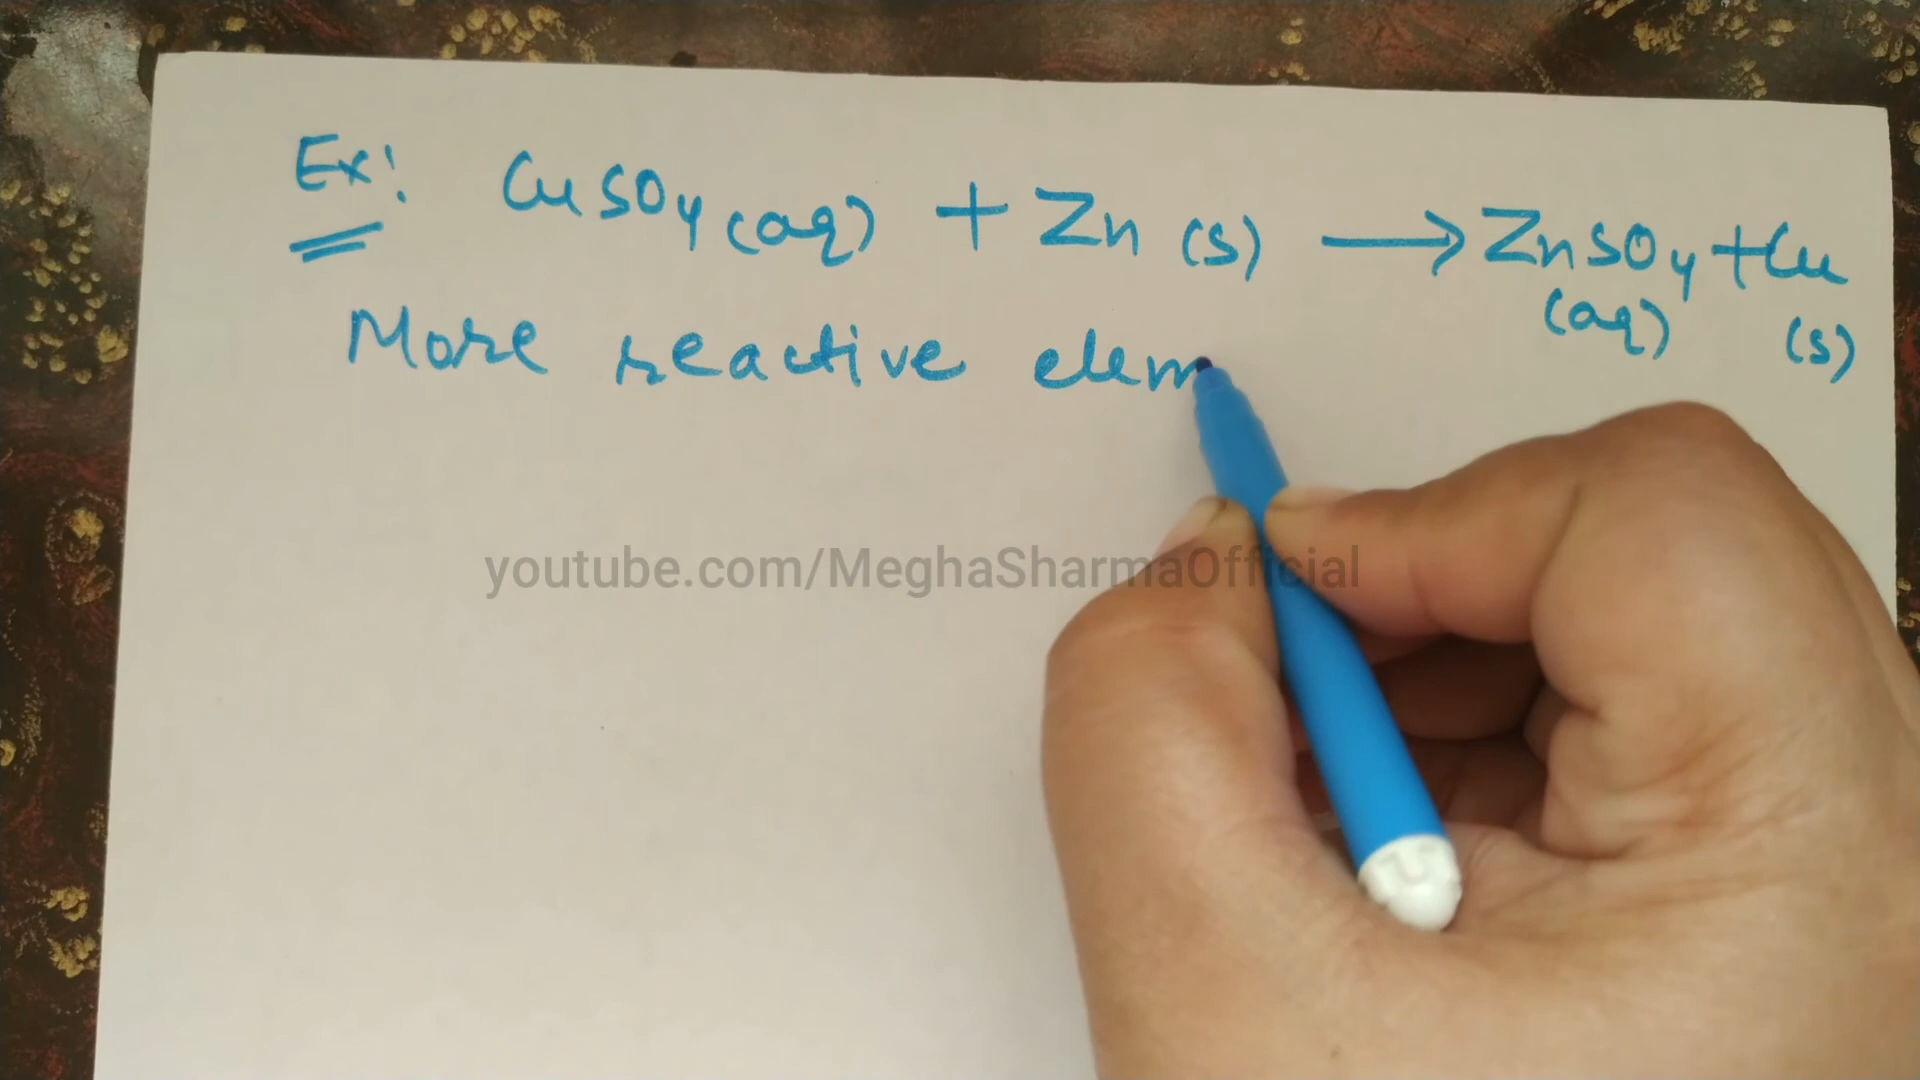 Ex: CuSO4(aq) + Zn (s) → ZnSO4 + Cu
(aq) (s)
More reactive elem
youtube.com/MeghaSharmaOfficial